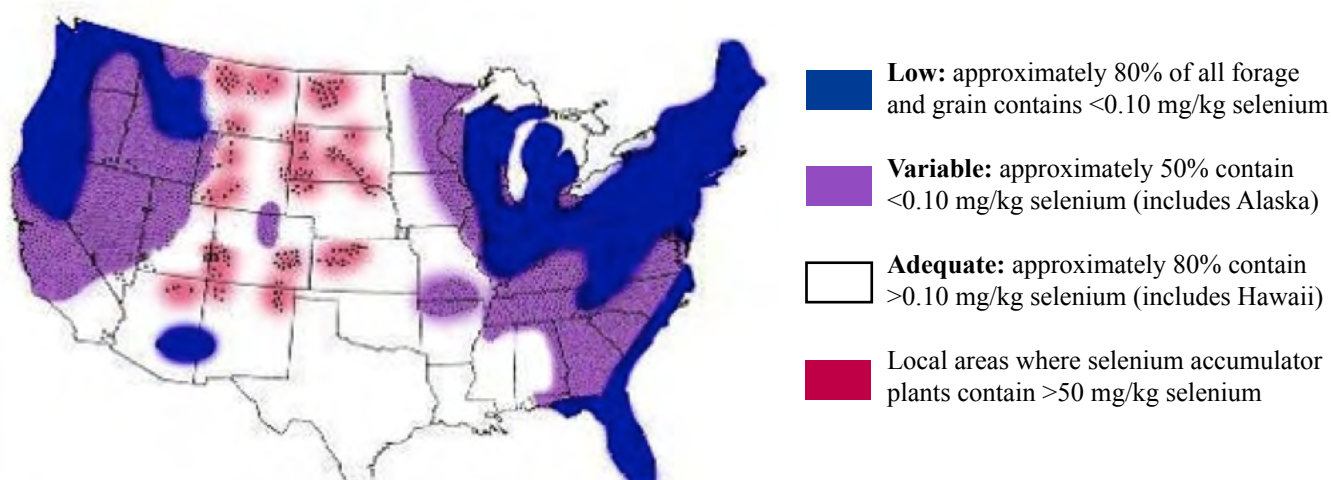 Low: approximately 80% of all forage
and grain contains <0.10 mg/kg selenium
Variable: approximately 50% contain
<0.10 mg/kg selenium (includes Alaska)
Adequate: approximately 80% contain
>0.10 mg/kg selenium (includes Hawaii)
Local areas where selenium accumulator
plants contain >50 mg/kg selenium